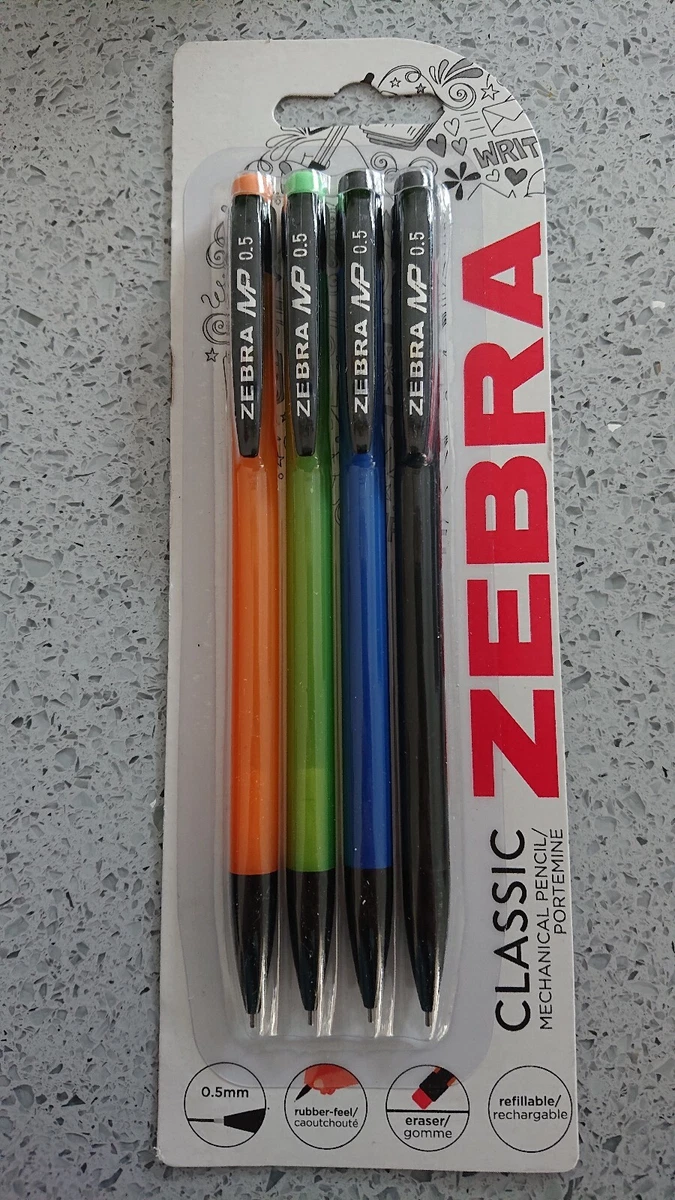 WRIT
ZEBRA MP 0.5
ZEBRA MP 0.5
ZEBRA MP 0.5
ZEBRA MP 0.5
ZEBRA
CLASSIC
MECHANICAL PENCIL/
PORTEMINE
0.5mm
rubber-feel/
caoutchouté
eraser/
gomme
refillable/
rechargeable